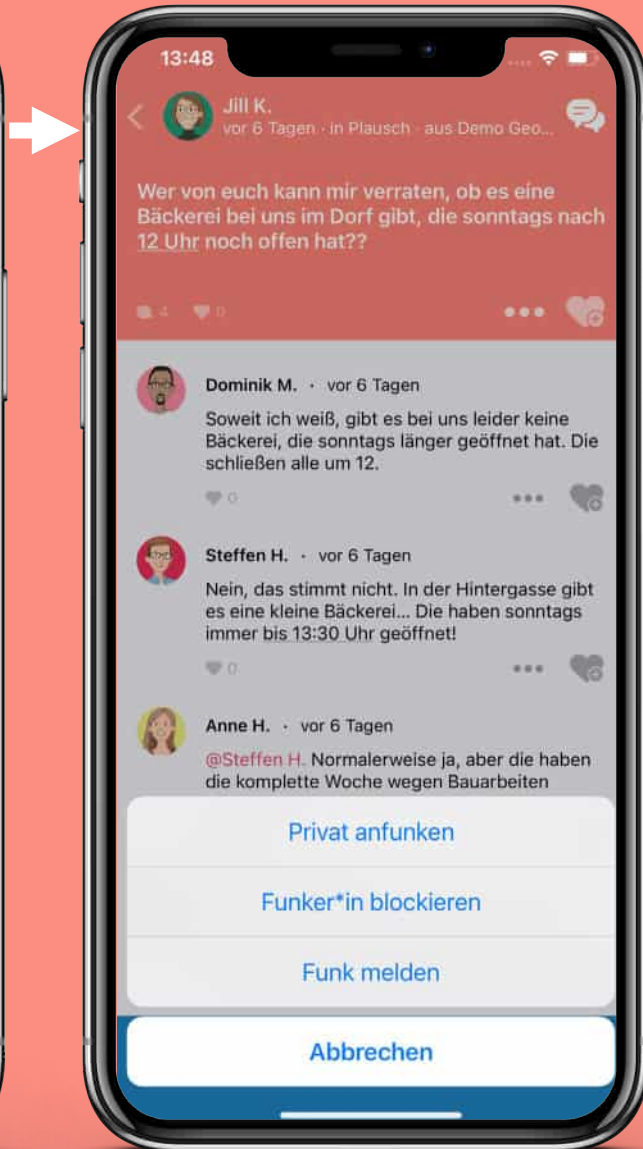 13:48
Jill K.
vor 6 Tagen · in Plausch · aus Demo Geo...
Wer von euch kann mir verraten, ob es eine
Bäckerei bei uns im Dorf gibt, die sonntags nach
12 Uhr noch offen hat??
4 0
Dominik M. · vor 6 Tagen
Soweit ich weiß, gibt es bei uns leider keine
Bäckerei, die sonntags länger geöffnet hat. Die
schließen alle um 12.
0
Steffen H. · vor 6 Tagen
Nein, das stimmt nicht. In der Hintergasse gibt
es eine kleine Bäckerei... Die haben sonntags
immer bis 13:30 Uhr geöffnet!
0
Anne H. · vor 6 Tagen
@Steffen H. Normalerweise ja, aber die haben
die komplette Woche wegen Bauarbeiten
Privat anfunken
Funker*in blockieren
Funk melden
Abbrechen